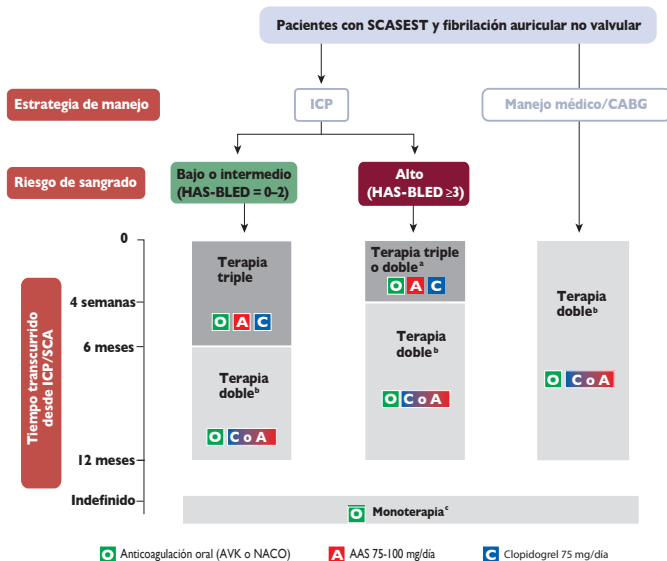 Pacientes con SCASEST y fibrilación auricular no valvular
Estrategia de manejo
ICP
Manejo médico/CABG
Riesgo de sangrado
Bajo o intermedio
(HAS-BLED = 0–2)
Alto
(HAS-BLED ≥3)
Tiempo transcurrido
desde ICP/SCA
0
4 semanas
6 meses
12 meses
Indefinido
Terapia
triple
O A C
Terapia
doble b
O C o A
Terapia triple
o doble a
O A C
Terapia
doble b
O C o A
Terapia
doble b
O C o A
O Monoterapia c
O Anticoagulación oral (AVK o NACO)
A AAS 75-100 mg/día
C Clopidogrel 75 mg/día